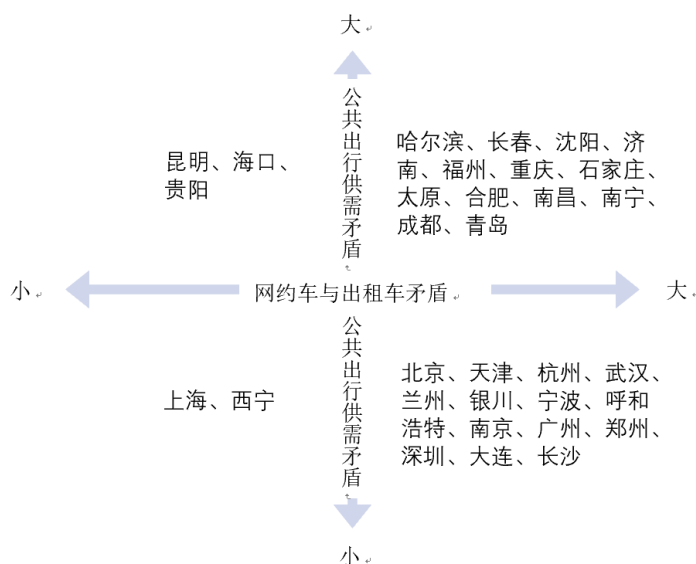 大
公共出行供需矛盾
昆明、海口、
贵阳
哈尔滨、长春、沈阳、济
南、福州、重庆、石家庄、
太原、合肥、南昌、南宁、
成都、青岛
小
网约车与出租车矛盾
大
公共出行供需矛盾
上海、西宁
北京、天津、杭州、武汉、
兰州、银川、宁波、呼和
浩特、南京、广州、郑州、
深圳、大连、长沙
小